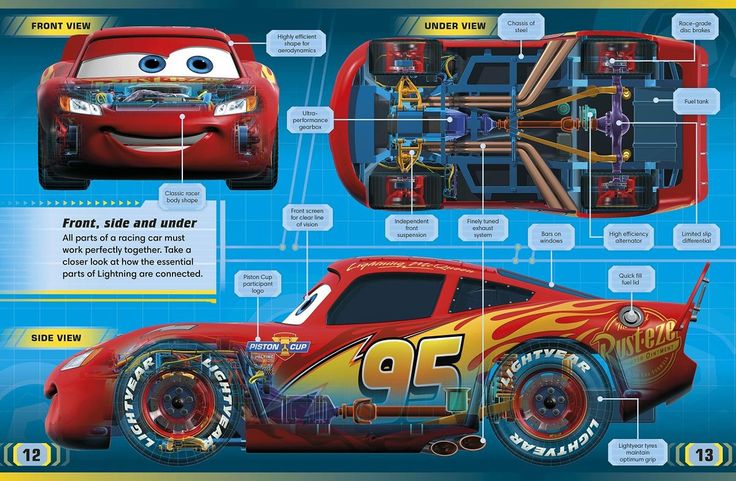 FRONT VIEW
Highly efficient
shape for
aerodynamics
Classic racer
body shape
Front, side and under
All parts of a racing car must
work perfectly together. Take a
closer look at how the essential
parts of Lightning are connected.
UNDER VIEW
Chassis of
steel
Race-grade
disc brakes
Ultra-
performance
gearbox
Fuel tank
Front screen
for clear line
of vision
Independent
front
suspension
Finely tuned
exhaust
system
Bars on
windows
High efficiency
alternator
Limited slip
differential
SIDE VIEW
Piston Cup
participant
logo
Quick fill
fuel lid
Lightning McQueen
PISTON CUP
95
Rust-eze
LIGHTYEAR
LIGHTYEAR
LIGHTYEAR
LIGHTYEAR
Lightyear tyres
maintain
optimum grip
12
13